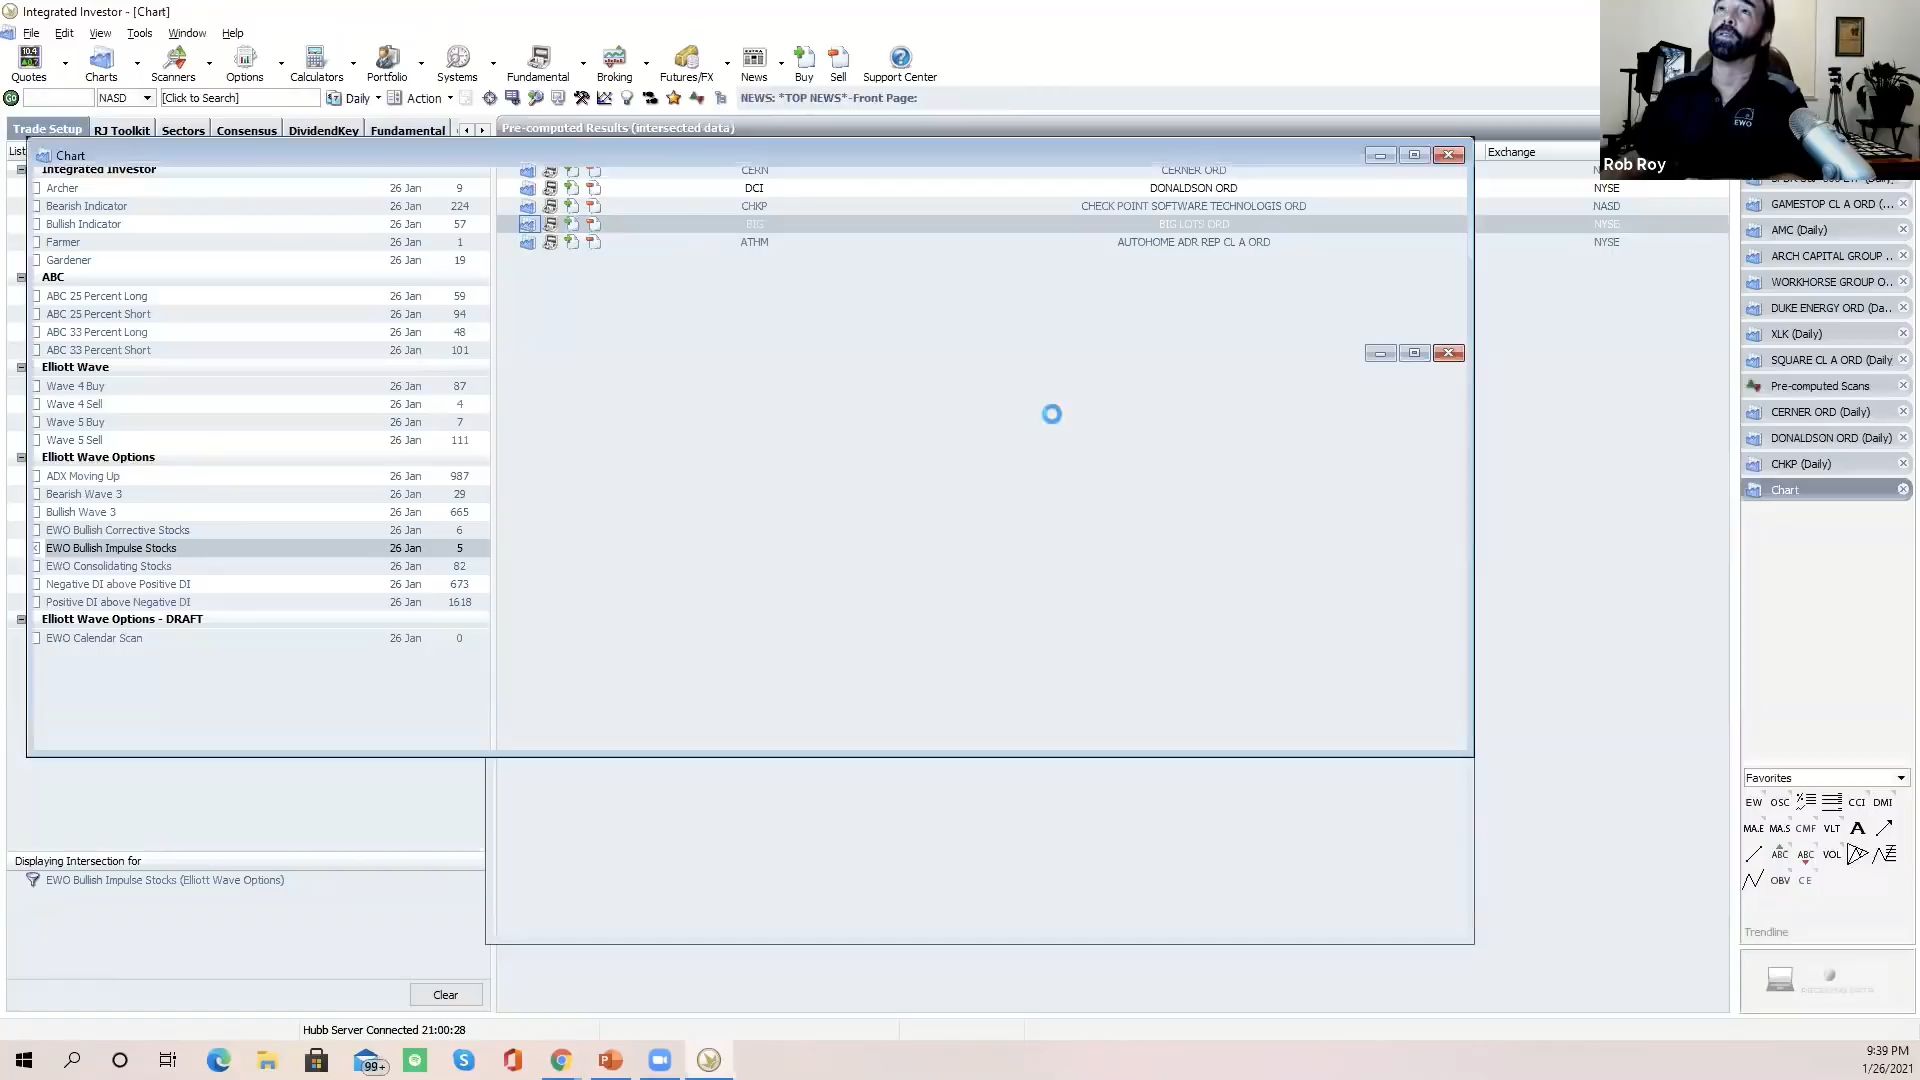 Integrated Investor - [Chart]
File Edit View Tools Window Help
Quotes Charts Scanners Options Calculators Portfolio Systems Fundamental Broking Futures/FX News Buy Sell Support Center
GO NASD [Click to Search] Daily Action NEWS: *TOP NEWS*-Front Page:
Trade Setup RJ Toolkit Sectors Consensus DividendKey Fundamental Pre-computed Results (intersected data)
List Chart Exchange
EWO
Rob Roy
Integrated Investor CERN CERNER ORD
Archer 26 Jan 9 DCI DONALDSON ORD NYSE
Bearish Indicator 26 Jan 224 CHKP CHECK POINT SOFTWARE TECHNOLOGIS ORD NASD
Bullish Indicator 26 Jan 57 BIG BIG LOTS ORD NYSE
Farmer 26 Jan 1 ATHM AUTOHOME ADR REP CL A ORD NYSE
Gardener 26 Jan 19
ABC
ABC 25 Percent Long 26 Jan 59
ABC 25 Percent Short 26 Jan 94
ABC 33 Percent Long 26 Jan 48
ABC 33 Percent Short 26 Jan 101
Elliott Wave
Wave 4 Buy 26 Jan 87
Wave 4 Sell 26 Jan 4
Wave 5 Buy 26 Jan 7
Wave 5 Sell 26 Jan 111
Elliott Wave Options
ADX Moving Up 26 Jan 987
Bearish Wave 3 26 Jan 29
Bullish Wave 3 26 Jan 665
EWO Bullish Corrective Stocks 26 Jan 6
EWO Bullish Impulse Stocks 26 Jan 5
EWO Consolidating Stocks 26 Jan 82
Negative DI above Positive DI 26 Jan 673
Positive DI above Negative DI 26 Jan 1618
Elliott Wave Options - DRAFT
EWO Calendar Scan 26 Jan 0
Displaying Intersection for
EWO Bullish Impulse Stocks (Elliott Wave Options)
Clear
GAMESTOP CL A ORD (...
AMC (Daily)
ARCH CAPITAL GROUP ..
WORKHORSE GROUP O..
DUKE ENERGY ORD (Da..
XLK (Daily)
SQUARE CL A ORD (Daily
Pre-computed Scans
CERNER ORD (Daily)
DONALDSON ORD (Daily)
CHKP (Daily)
Chart
Favorites
EW OSC CCI DMI
MA.E MA.S CMF VLT A
ABC ABC VOL
OBV CE
Trendline
Hubb Server Connected 21:00:28
99+
9:39 PM
1/26/2021